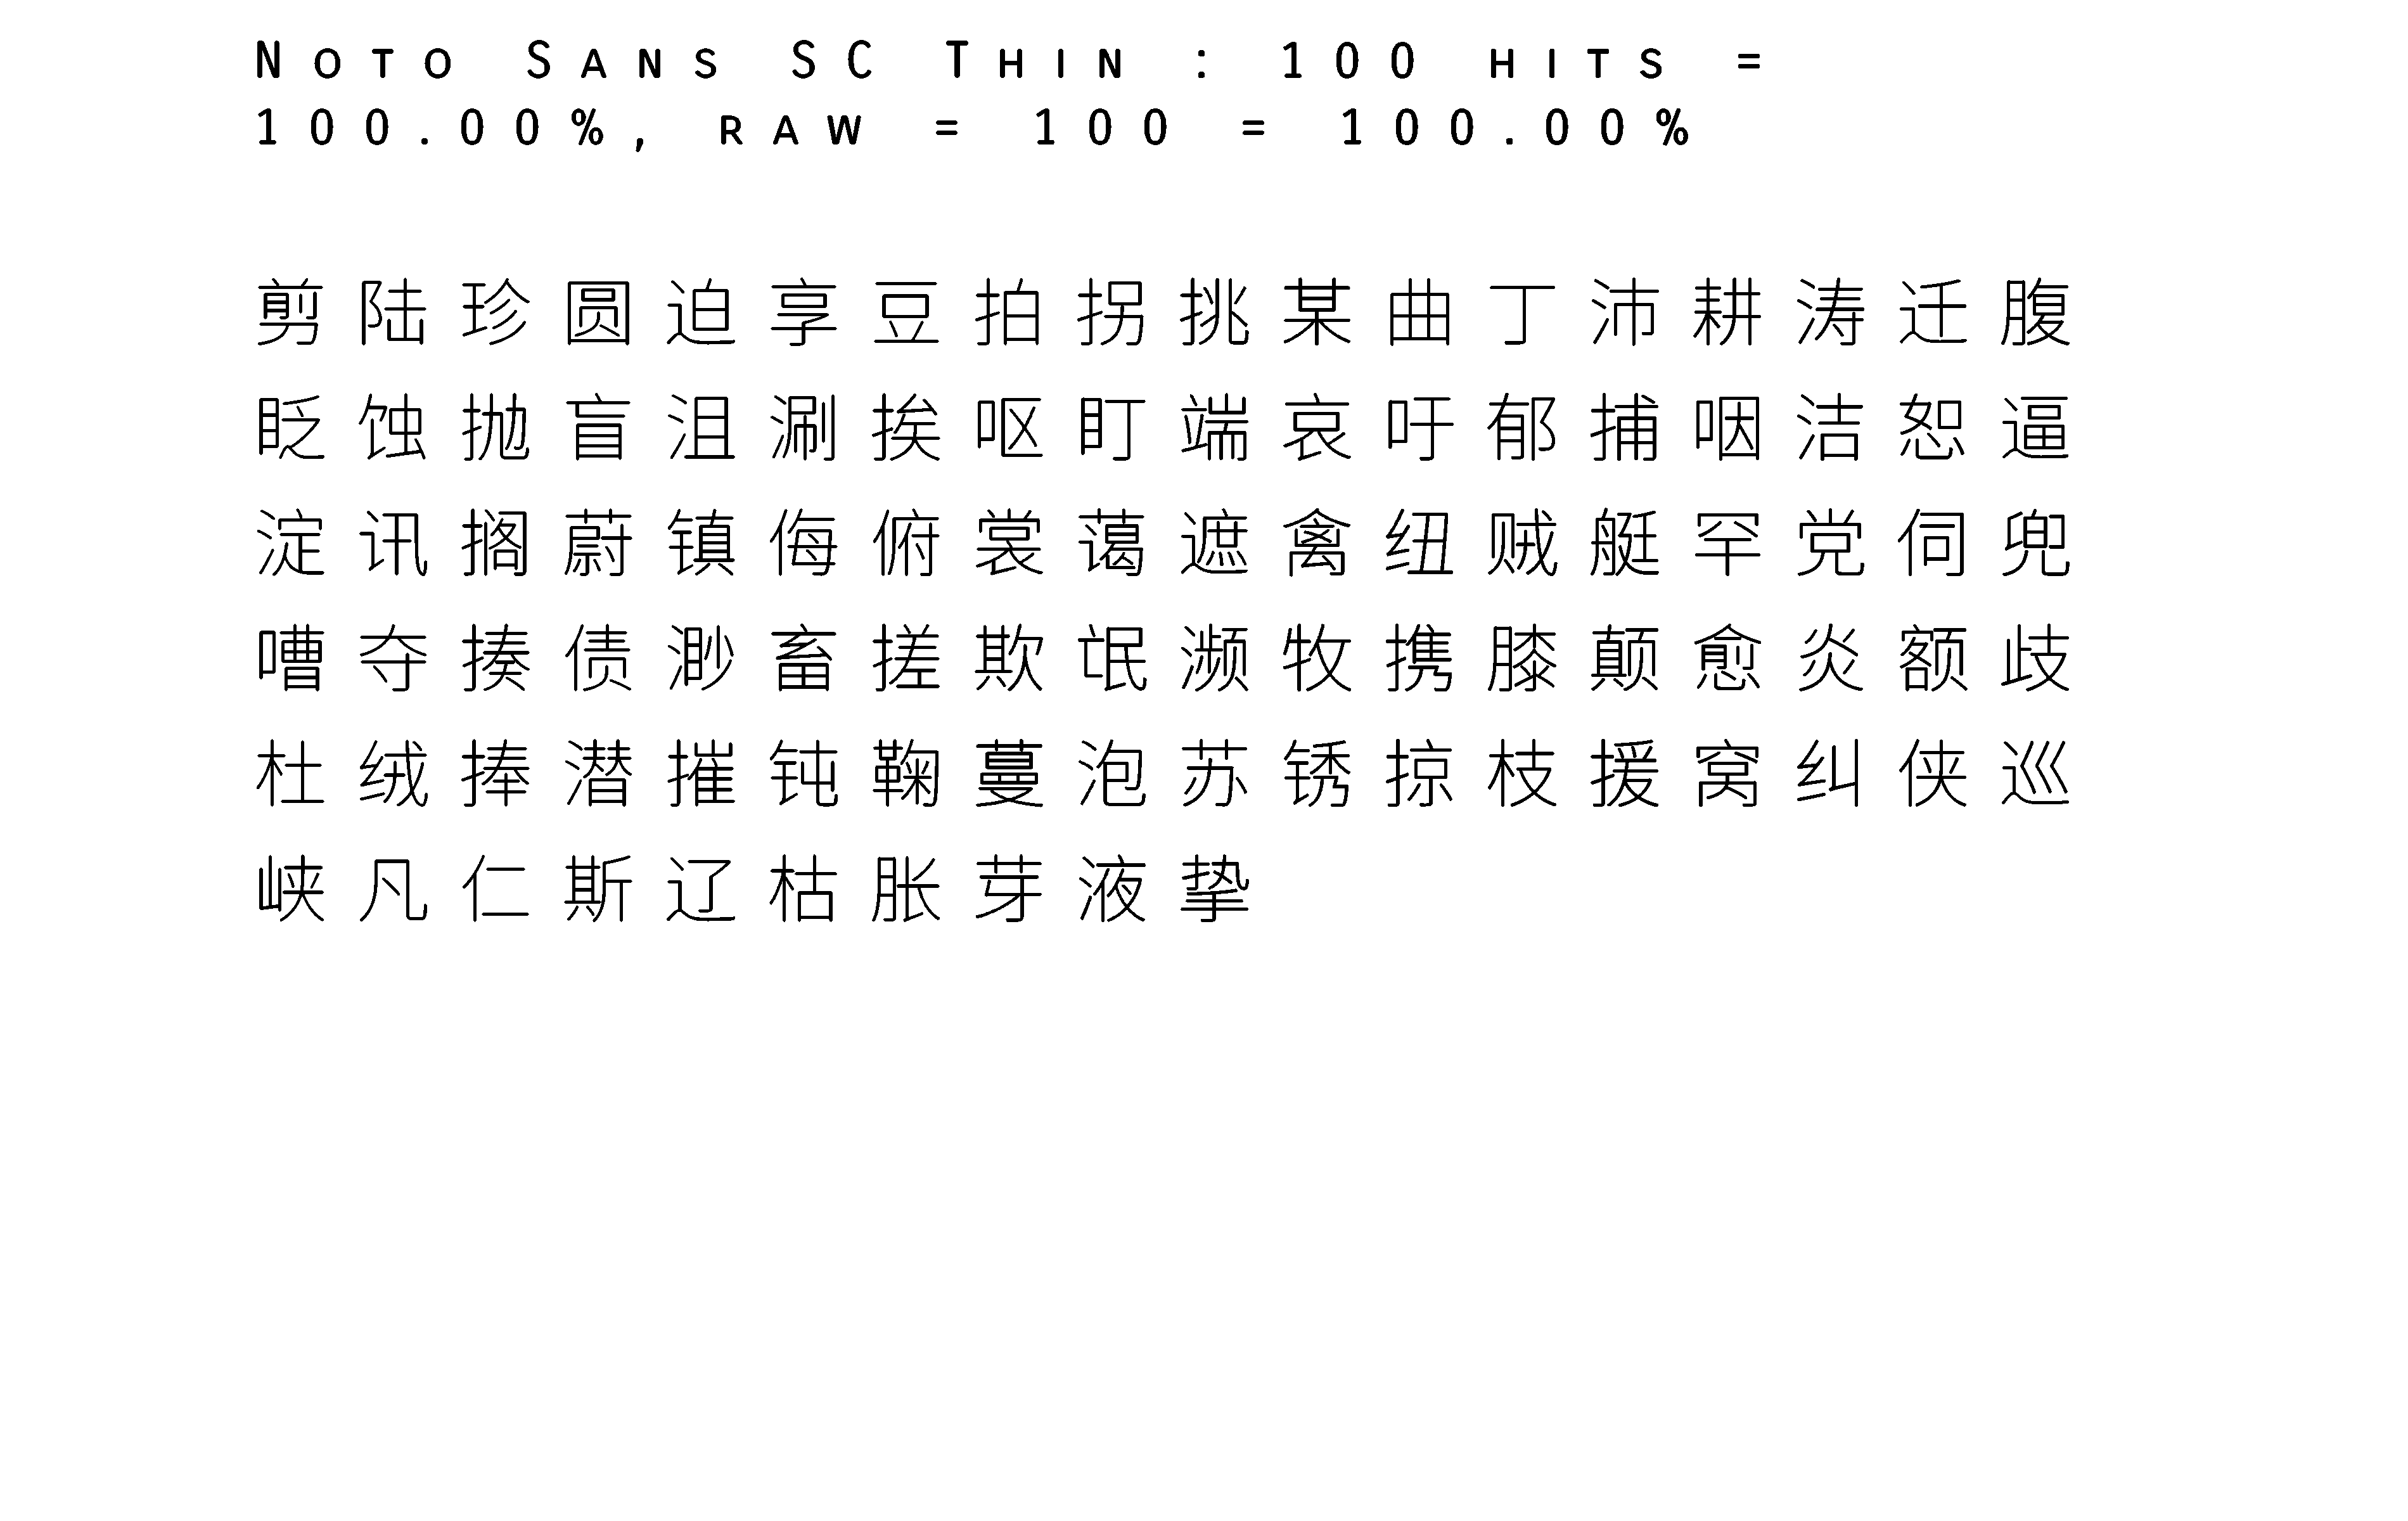 Noto Sans SC Thin : 100 hits =
100.00%, raw = 100 = 100.00%
剪陆珍圆迫享豆拍拐挑某曲丁沛耕涛迁腹
眨蚀抛盲沮涮挨呕盯端哀吁郁捕咽洁恕逼
淀讯搁蔚镇侮俯裳蔼遮禽纽贼艇罕党伺兜
嘈夺揍债渺畜搓欺氓濒牧携膝颠愈炎额歧
杜绒捧潜摧钝鞠蔓泡苏锈掠枝援窝纠侠巡
峡凡仁斯辽枯胀芽液挚